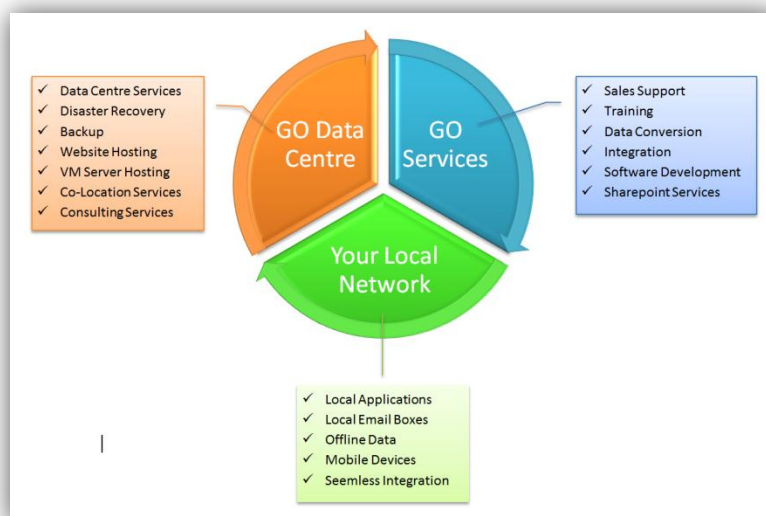 Data Centre Services
Disaster Recovery
Backup
Website Hosting
VM Server Hosting
Co-Location Services
Consulting Services
GO Data
Centre
GO
Services
Sales Support
Training
Data Conversion
Integration
Software Development
Sharepoint Services
Your Local
Network
Local Applications
Local Email Boxes
Offline Data
Mobile Devices
Seemless Integration